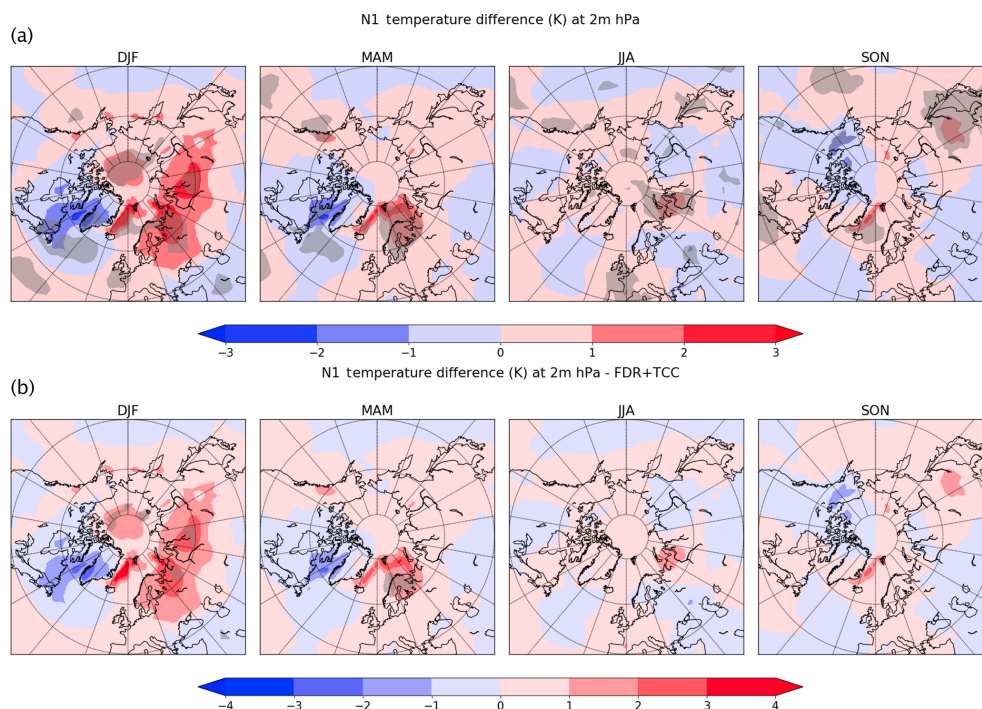 N1 temperature difference (K) at 2m hPa
(a)
DJF MAM JJA SON
−3 −2 −1 0 1 2 3
N1 temperature difference (K) at 2m hPa - FDR+TCC
(b)
DJF MAM JJA SON
−4 −3 −2 −1 0 1 2 3 4